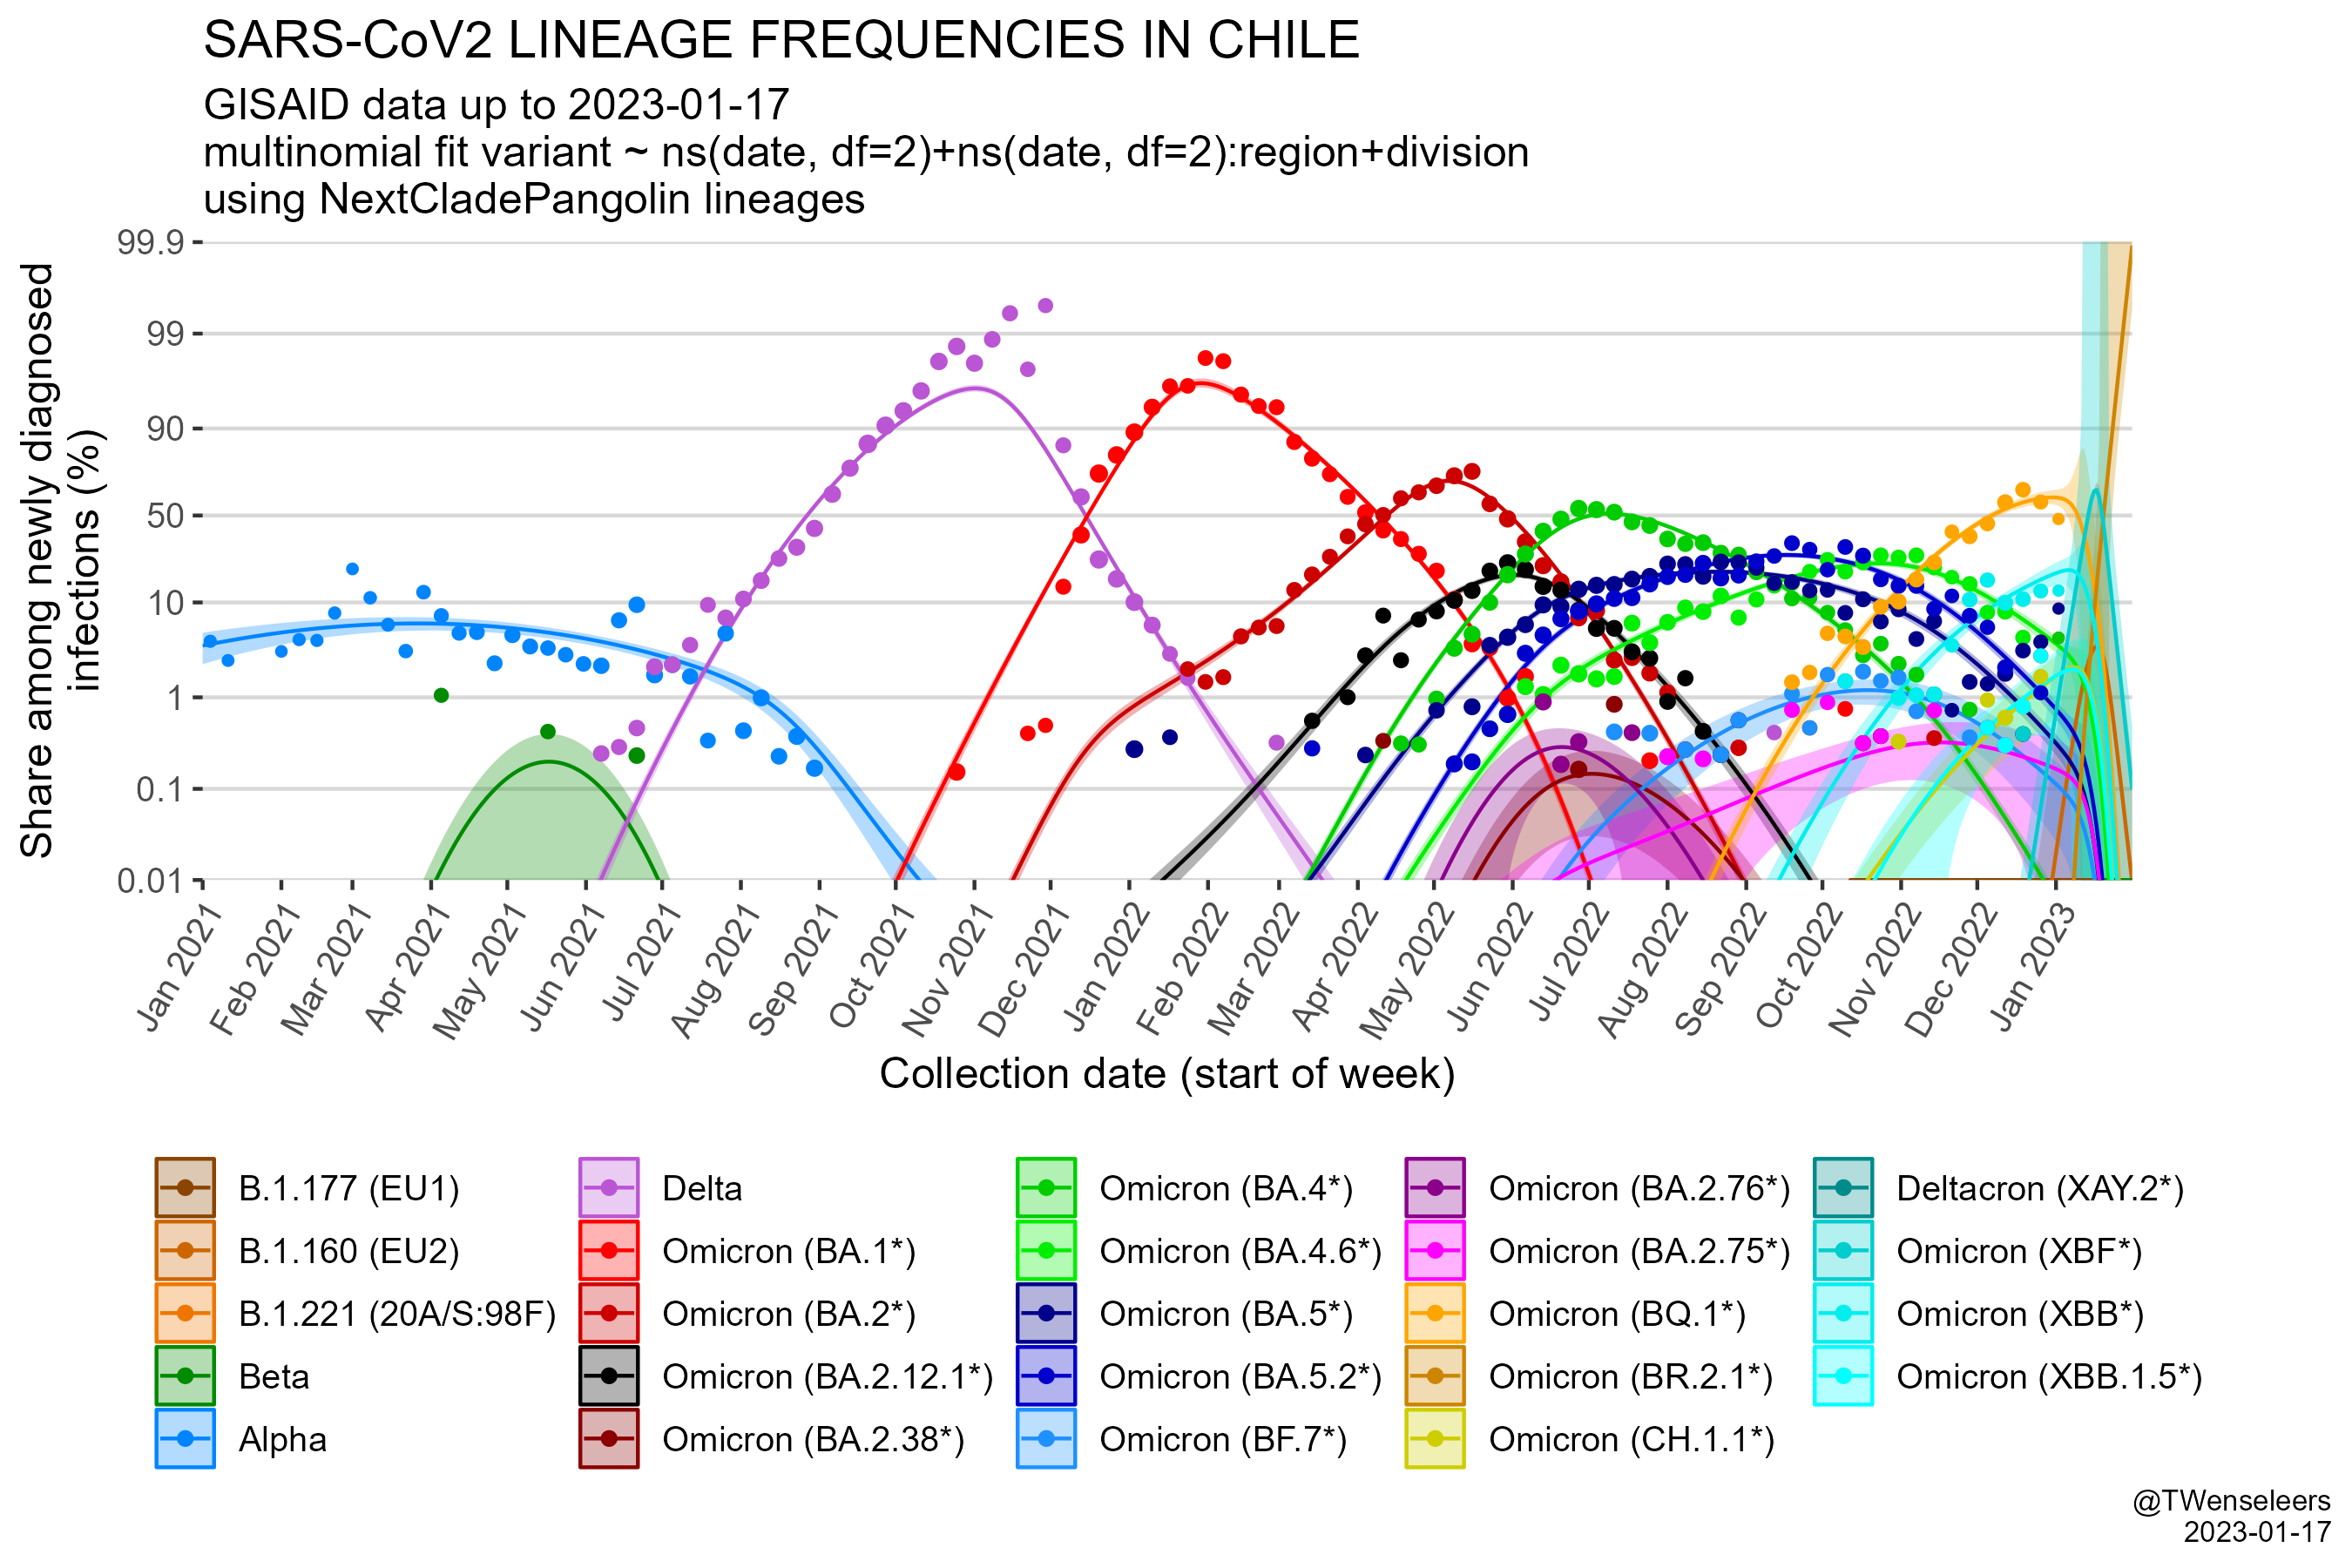 SARS-CoV2 LINEAGE FREQUENCIES IN CHILE
GISAID data up to 2023-01-17
multinomial fit variant ~ ns(date, df=2)+ns(date, df=2):region+division
using NextCladePangolin lineages
Share among newly diagnosed
infections (%)
99.9
99
90
50
10
1
0.1
0.01
Jan 2021
Feb 2021
Mar 2021
Apr 2021
May 2021
Jun 2021
Jul 2021
Aug 2021
Sep 2021
Oct 2021
Nov 2021
Dec 2021
Jan 2022
Feb 2022
Mar 2022
Apr 2022
May 2022
Jun 2022
Jul 2022
Aug 2022
Sep 2022
Oct 2022
Nov 2022
Dec 2022
Jan 2023
Collection date (start of week)
B.1.177 (EU1)
B.1.160 (EU2)
B.1.221 (20A/S:98F)
Beta
Alpha
Delta
Omicron (BA.1*)
Omicron (BA.2*)
Omicron (BA.2.12.1*)
Omicron (BA.2.38*)
Omicron (BA.4*)
Omicron (BA.4.6*)
Omicron (BA.5*)
Omicron (BA.5.2*)
Omicron (BF.7*)
Omicron (BA.2.76*)
Omicron (BA.2.75*)
Omicron (BQ.1*)
Omicron (BR.2.1*)
Omicron (CH.1.1*)
Deltacron (XAY.2*)
Omicron (XBF*)
Omicron (XBB*)
Omicron (XBB.1.5*)
@TWenseleers
2023-01-17